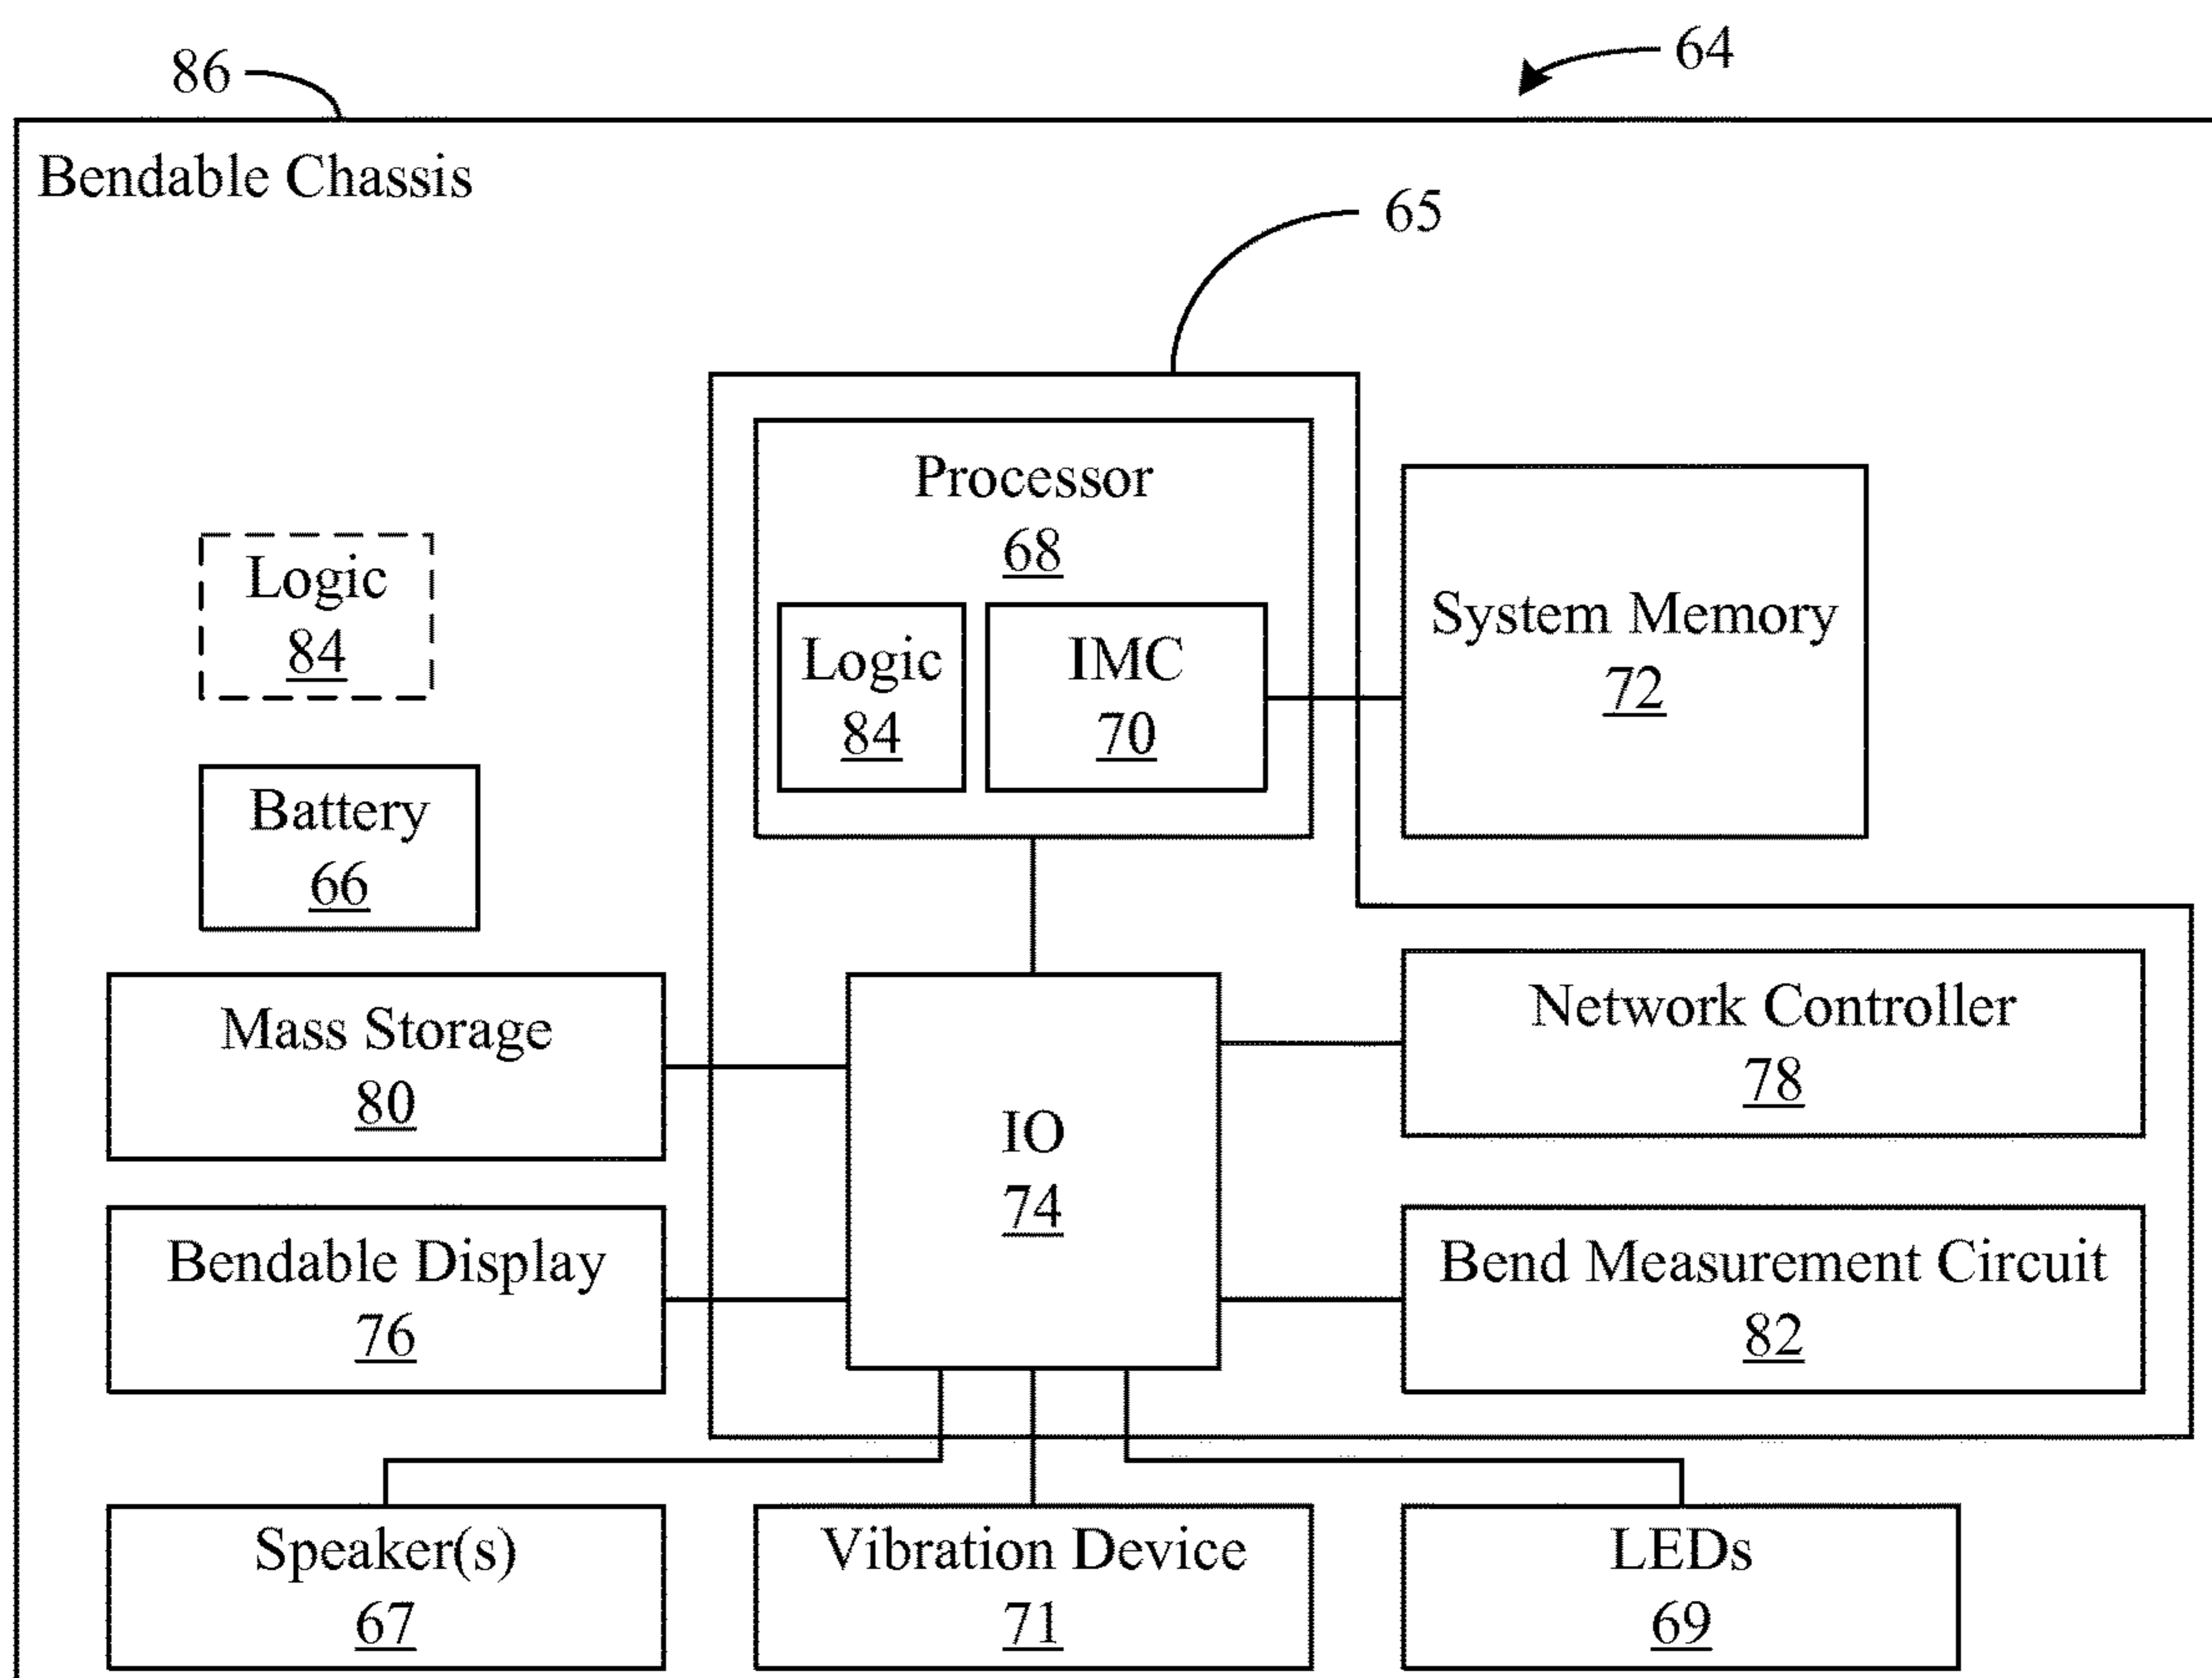 86
64
Bendable Chassis
65
Processor
68
Logic
84
Logic
84
IMC
70
System Memory
72
Battery
66
Mass Storage
80
IO
74
Network Controller
78
Bendable Display
76
Bend Measurement Circuit
82
Speaker(s)
67
Vibration Device
71
LEDs
69